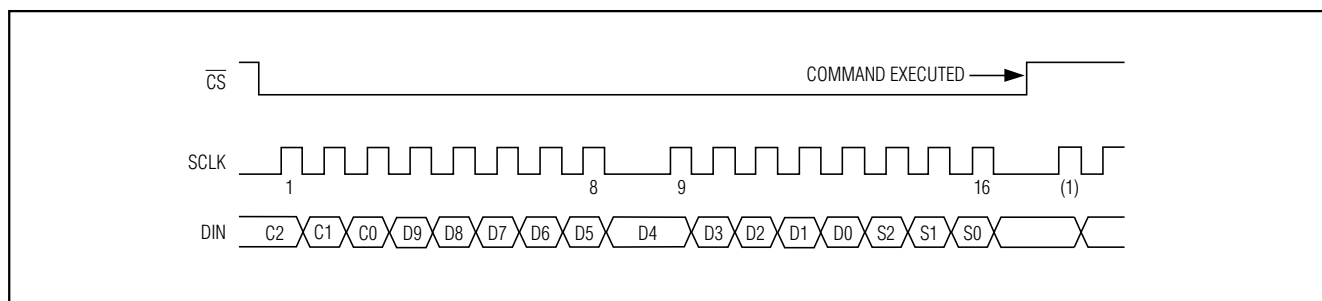 CS COMMAND EXECUTED
SCLK
1 8 9 16 (1)
DIN C2 C1 C0 D9 D8 D7 D6 D5 D4 D3 D2 D1 D0 S2 S1 S0